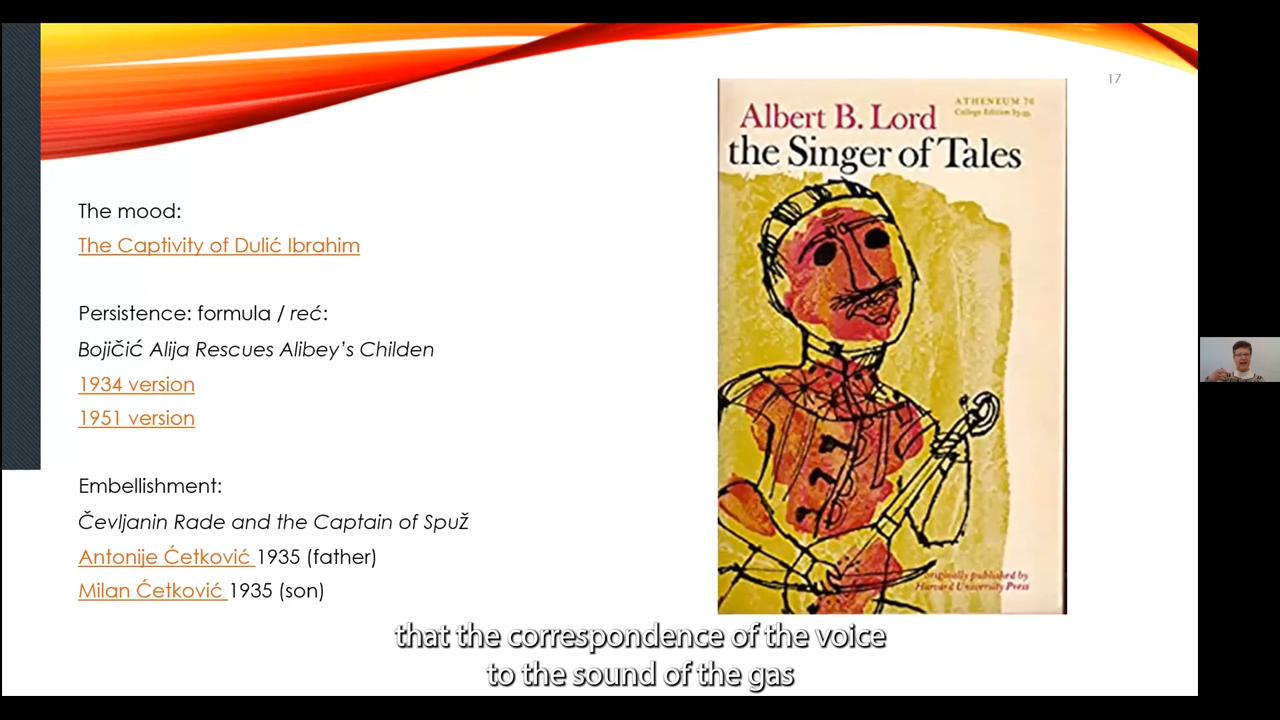 17
The mood:
The Captivity of Dulić Ibrahim
Persistence: formula / reć:
Bojičić Alija Rescues Alibey's Childen
1934 version
1951 version
Embellishment:
Čevljanin Rade and the Captain of Spuž
Antonije Ćetković 1935 (father)
Milan Ćetković 1935 (son)
ATHENEUM 76
College Edition
Albert B. Lord
the Singer of Tales
originally published by
Harvard University Press
that the correspondence of the voice
to the sound of the gas